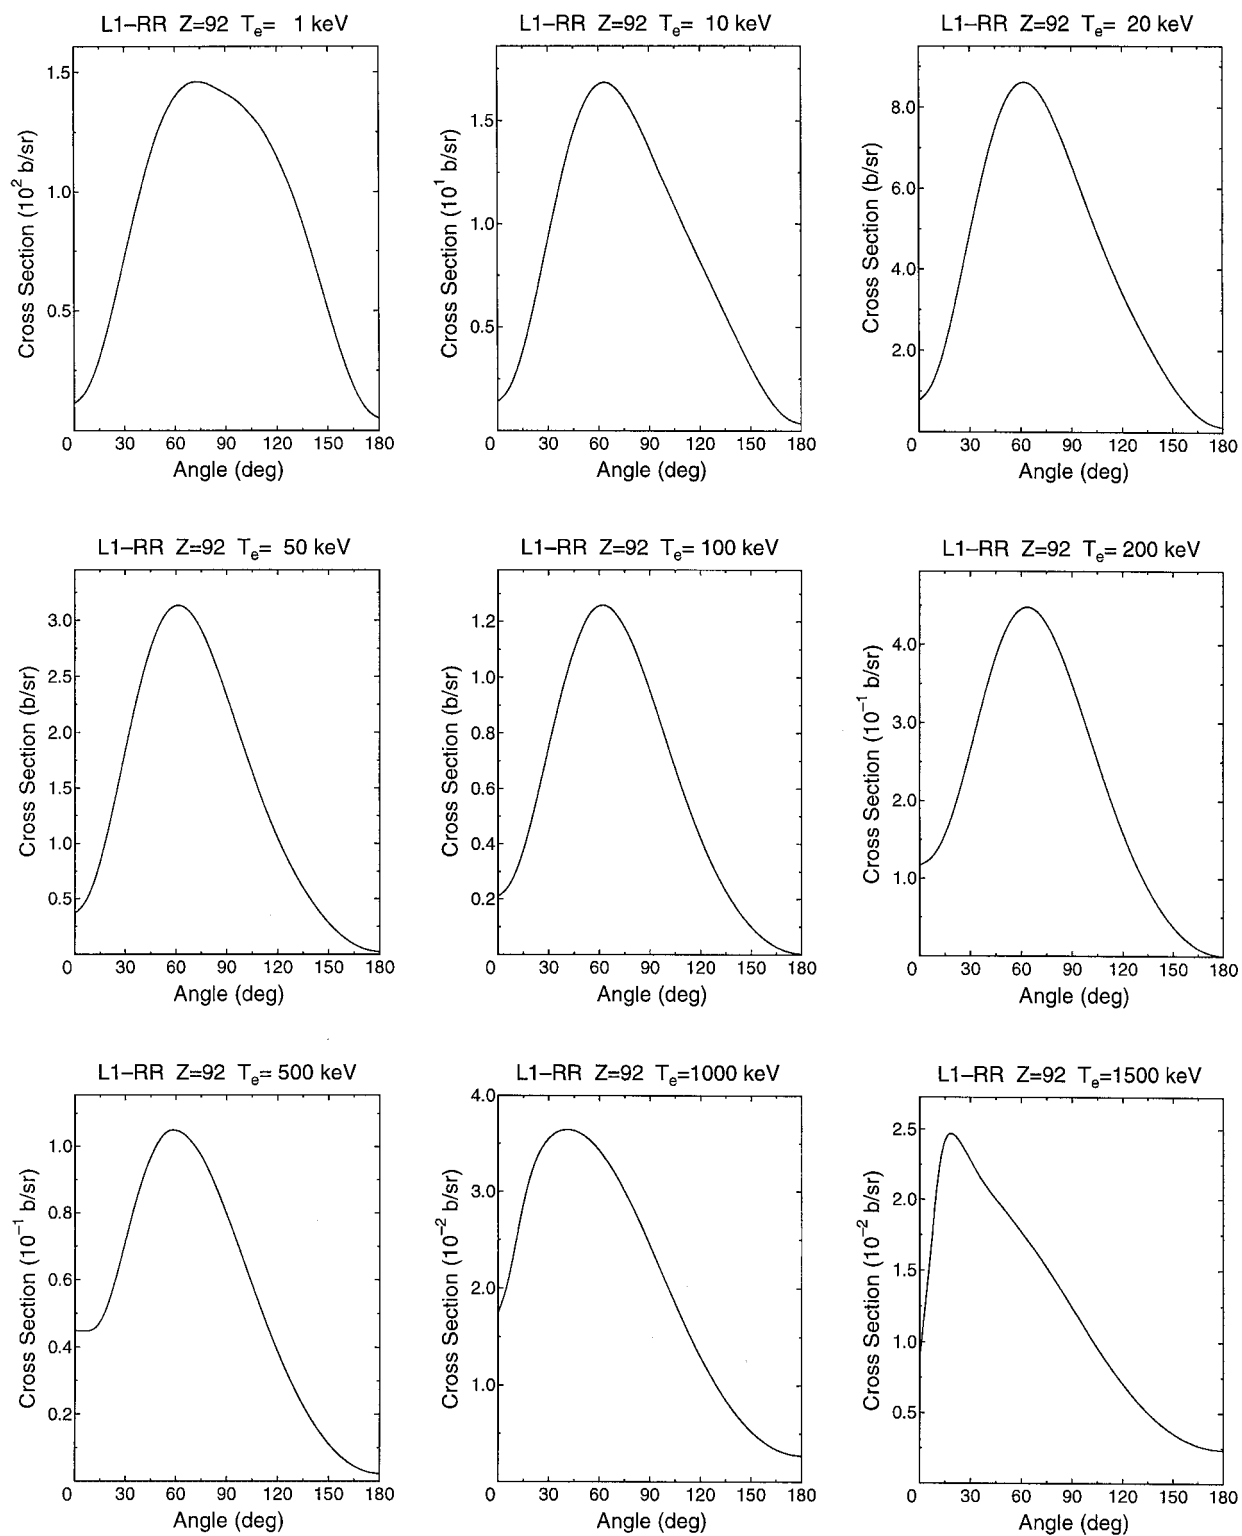 L1–RR Z=92 Tₑ= 1 keV
Cross Section (10² b/sr)
1.5
1.0
0.5
0 30 60 90 120 150 180
Angle (deg)
L1–RR Z=92 Tₑ= 10 keV
Cross Section (10¹ b/sr)
1.5
1.0
0.5
0 30 60 90 120 150 180
Angle (deg)
L1–RR Z=92 Tₑ= 20 keV
Cross Section (b/sr)
8.0
6.0
4.0
2.0
0 30 60 90 120 150 180
Angle (deg)
L1–RR Z=92 Tₑ= 50 keV
Cross Section (b/sr)
3.0
2.5
2.0
1.5
1.0
0.5
0 30 60 90 120 150 180
Angle (deg)
L1–RR Z=92 Tₑ= 100 keV
Cross Section (b/sr)
1.2
1.0
0.8
0.6
0.4
0.2
0 30 60 90 120 150 180
Angle (deg)
L1–RR Z=92 Tₑ= 200 keV
Cross Section (10⁻¹ b/sr)
4.0
3.0
2.0
1.0
0 30 60 90 120 150 180
Angle (deg)
L1–RR Z=92 Tₑ= 500 keV
Cross Section (10⁻¹ b/sr)
1.0
0.8
0.6
0.4
0.2
0 30 60 90 120 150 180
Angle (deg)
L1–RR Z=92 Tₑ=1000 keV
Cross Section (10⁻² b/sr)
4.0
3.0
2.0
1.0
0 30 60 90 120 150 180
Angle (deg)
L1–RR Z=92 Tₑ=1500 keV
Cross Section (10⁻² b/sr)
2.5
2.0
1.5
1.0
0.5
0 30 60 90 120 150 180
Angle (deg)